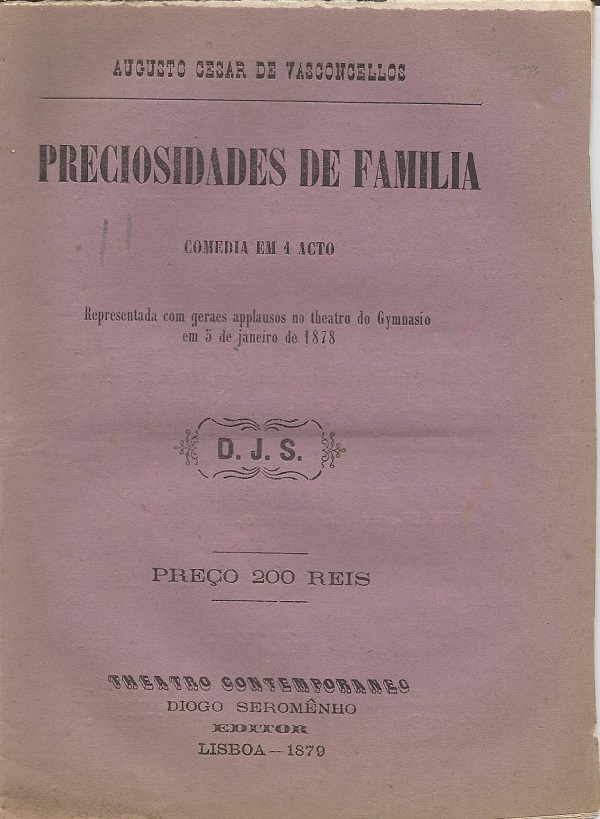 AUGUSTO CESAR DE VASCONCELLOS
PRECIOSIDADES DE FAMILIA
COMEDIA EM 1 ACTO
Representada com geraes applausos no theatro do Gymnasio
em 5 de janeiro de 1878
D. J. S.
PREÇO 200 REIS
THEATRO CONTEMPORANEO
DIOGO SEROMÊNHO
EDITOR
LISBOA—1879